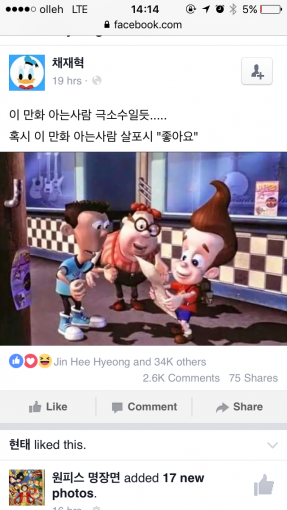 olleh LTE 14:14 5%
facebook.com
채재혁
19 hrs
이 만화 아는사람 극소수일듯.....
혹시 이 만화 아는사람 살포시 "좋아요"
Jin Hee Hyeong and 34K others
2.6K Comments 75 Shares
Like Comment Share
현태 liked this.
원피스 명장면 added 17 new
photos.